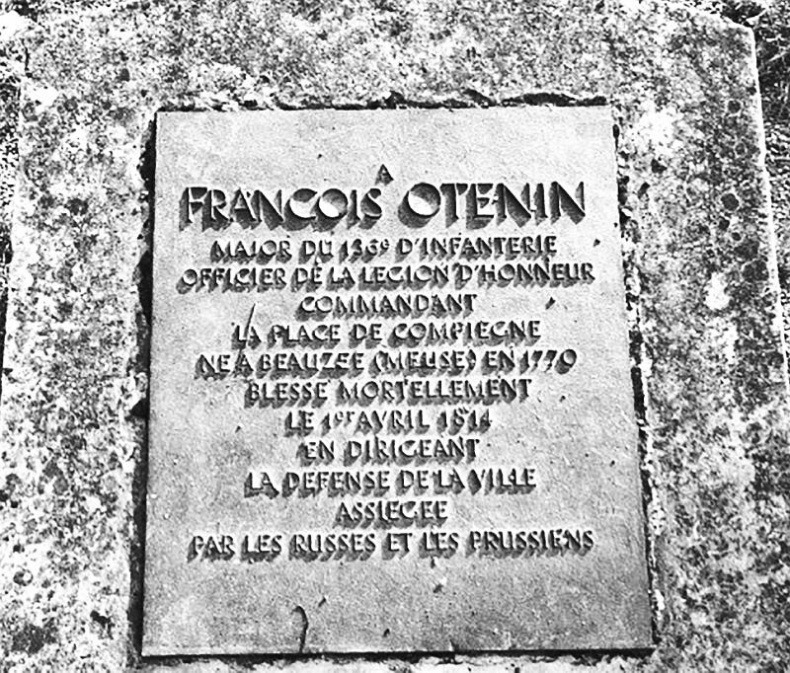 A
FRANCOIS OTENIN
MAJOR DU 136e D'INFANTERIE
OFFICIER DE LA LEGION D'HONNEUR
COMMANDANT
LA PLACE DE COMPIEGNE
NE A BEAUZEE (MEUSE) EN 1770
BLESSE MORTELLEMENT
LE 1er AVRIL 1814
EN DIRIGEANT
LA DEFENSE DE LA VILLE
ASSIEGEE
PAR LES RUSSES ET LES PRUSSIENS